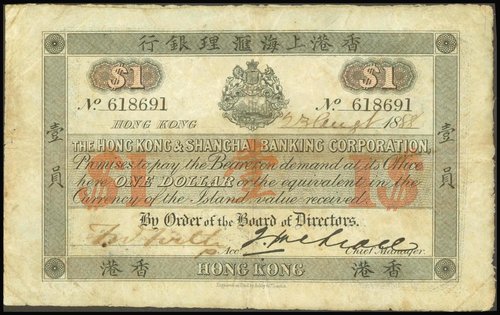 行銀理滙海上港香
$1 $1
No 618691 No 618691
HONG KONG 23 Augt 1888
THE HONG KONG & SHANGHAI BANKING CORPORATION,
Promises to pay the Bearer on demand at its Office
here ONE DOLLAR or the equivalent in the
Currency of the Island, value received.
By Order of the Board of Directors.
Acct Chief Manager.
港香 港香
HONG KONG
壹員 壹員